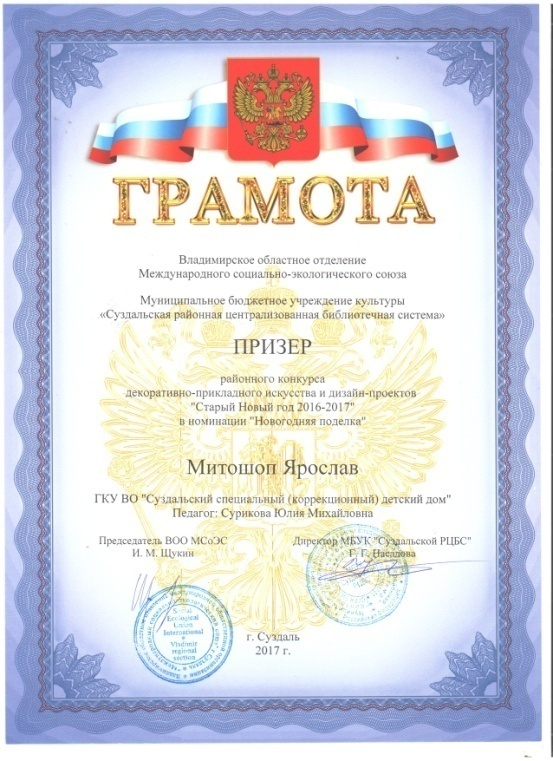 ГРАМОТА
Владимирское областное отделение
Международного социально-экологического союза
Муниципальное бюджетное учреждение культуры
«Суздальская районная централизованная библиотечная система»
ПРИЗЕР
районного конкурса
декоративно-прикладного искусства и дизайн-проектов
"Старый Новый год 2016-2017"
в номинации "Новогодняя поделка"
Митошоп Ярослав
ГКУ ВО "Суздальский специальный (коррекционный) детский дом"
Педагог: Сурикова Юлия Михайловна
Председатель ВОО МСоЭС
И. М. Щукин
Директор МБУК "Суздальской РЦБС"
Г. Г. Насадова
Social
Ecological
Union
International
Vladimir
regional
section
г. Суздаль
2017 г.